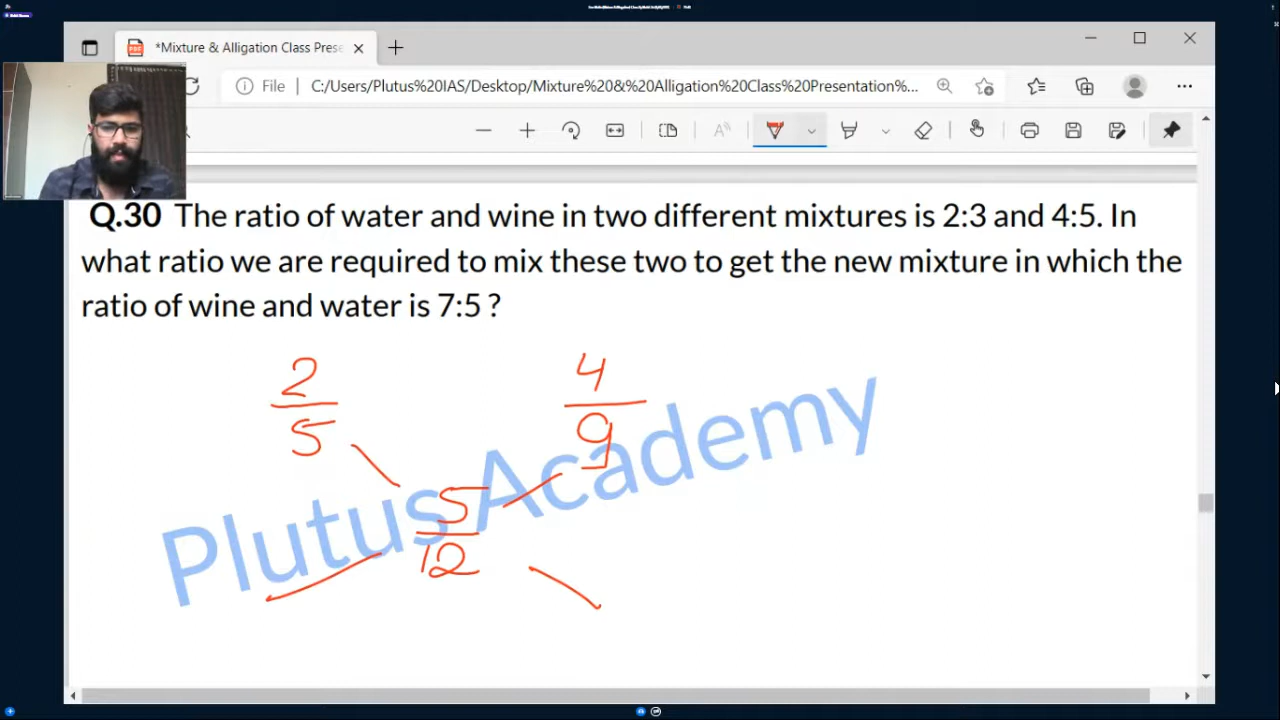 *Mixture & Alligation Class Prese
File C:/Users/Plutus%20IAS/Desktop/Mixture%20&%20Alligation%20Class%20Presentation%...
Q.30 The ratio of water and wine in two different mixtures is 2:3 and 4:5. In
what ratio we are required to mix these two to get the new mixture in which the
ratio of wine and water is 7:5 ?
2 4
5 9
5
12
Plutus Academy